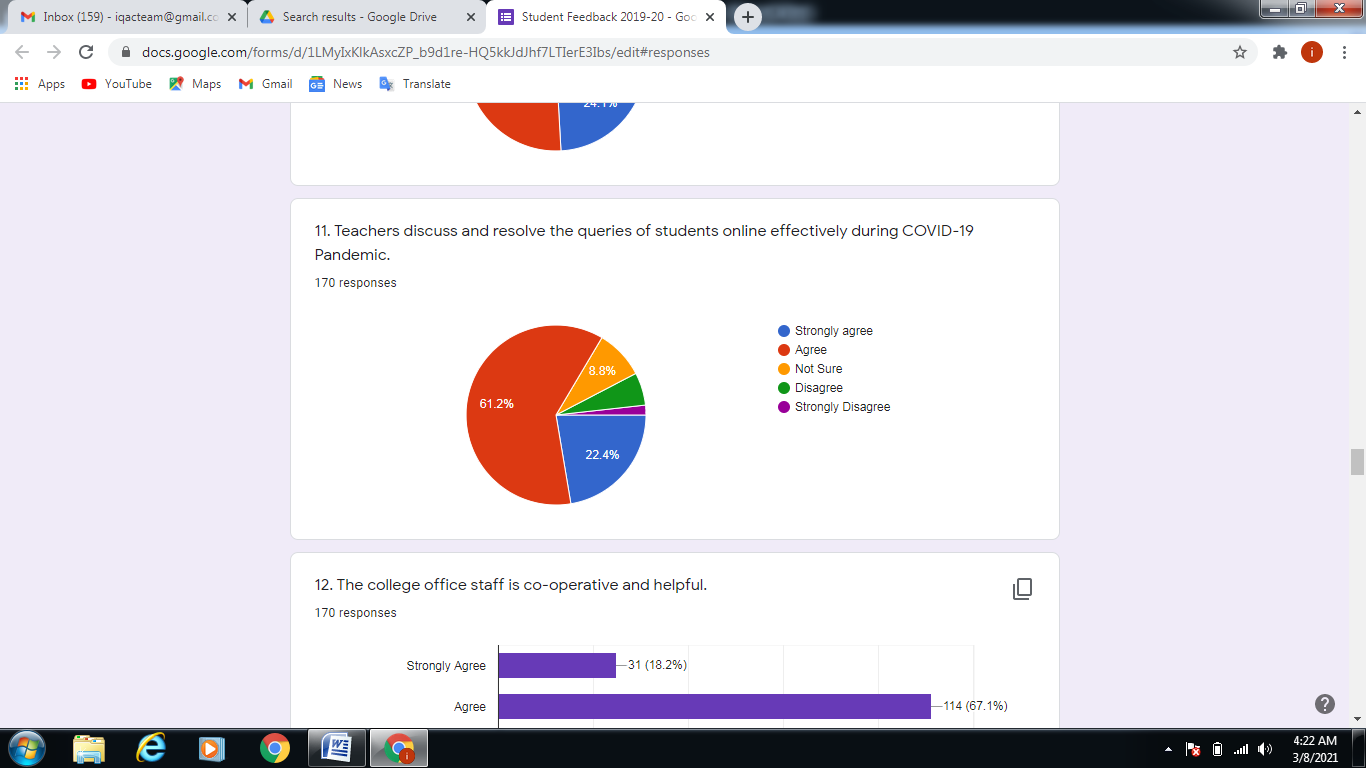 Inbox (159) - iqacteam@gmail.co
Search results - Google Drive
Student Feedback 2019-20 - Goo
docs.google.com/forms/d/1LMyIxKlkAsxcZP_b9d1re-HQ5kkJdJhf7LTIerE3Ibs/edit#responses
i
Apps
YouTube
Maps
Gmail
News
Translate
24.1%
11. Teachers discuss and resolve the queries of students online effectively during COVID-19
Pandemic.
170 responses
61.2%
8.8%
22.4%
Strongly agree
Agree
Not Sure
Disagree
Strongly Disagree
12. The college office staff is co-operative and helpful.
170 responses
Strongly Agree
31 (18.2%)
Agree
114 (67.1%)
4:22 AM
3/8/2021